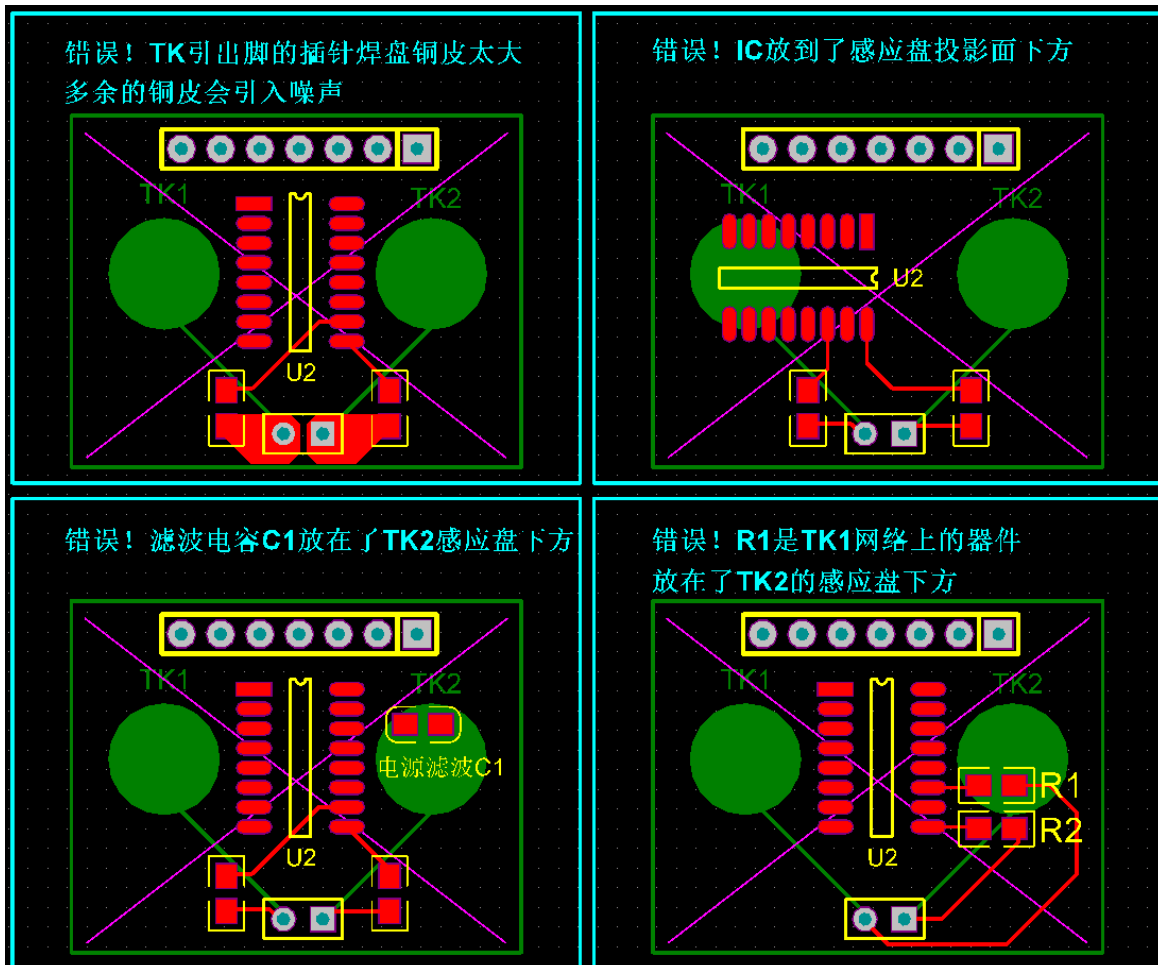 错误！TK引出脚的插针焊盘铜皮太大
多余的铜皮会引入噪声
TK1
TK2
U2
错误！IC放到了感应盘投影面下方
TK1
TK2
U2
错误！滤波电容C1放在了TK2感应盘下方
TK1
TK2
电源滤波C1
U2
错误！R1是TK1网络上的器件
放在了TK2的感应盘下方
TK1
TK2
R1
R2
U2